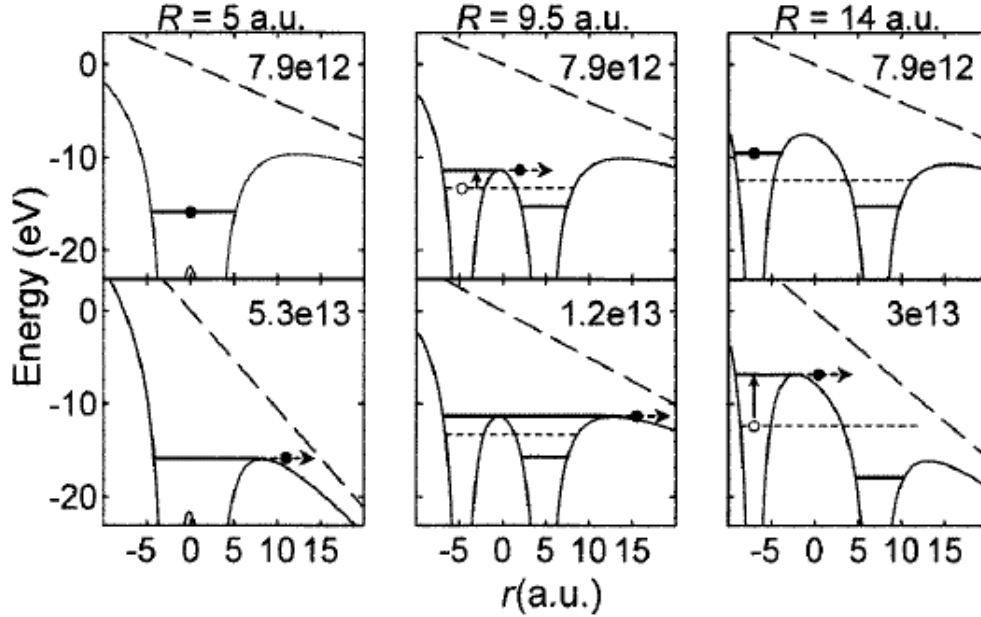 R = 5 a.u. R = 9.5 a.u. R = 14 a.u.
7.9e12 7.9e12 7.9e12
0
-10
-20
5.3e13 1.2e13 3e13
0
-10
-20
Energy (eV)
-5 0 5 10 15 -5 0 5 10 15 -5 0 5 10 15
r(a.u.)